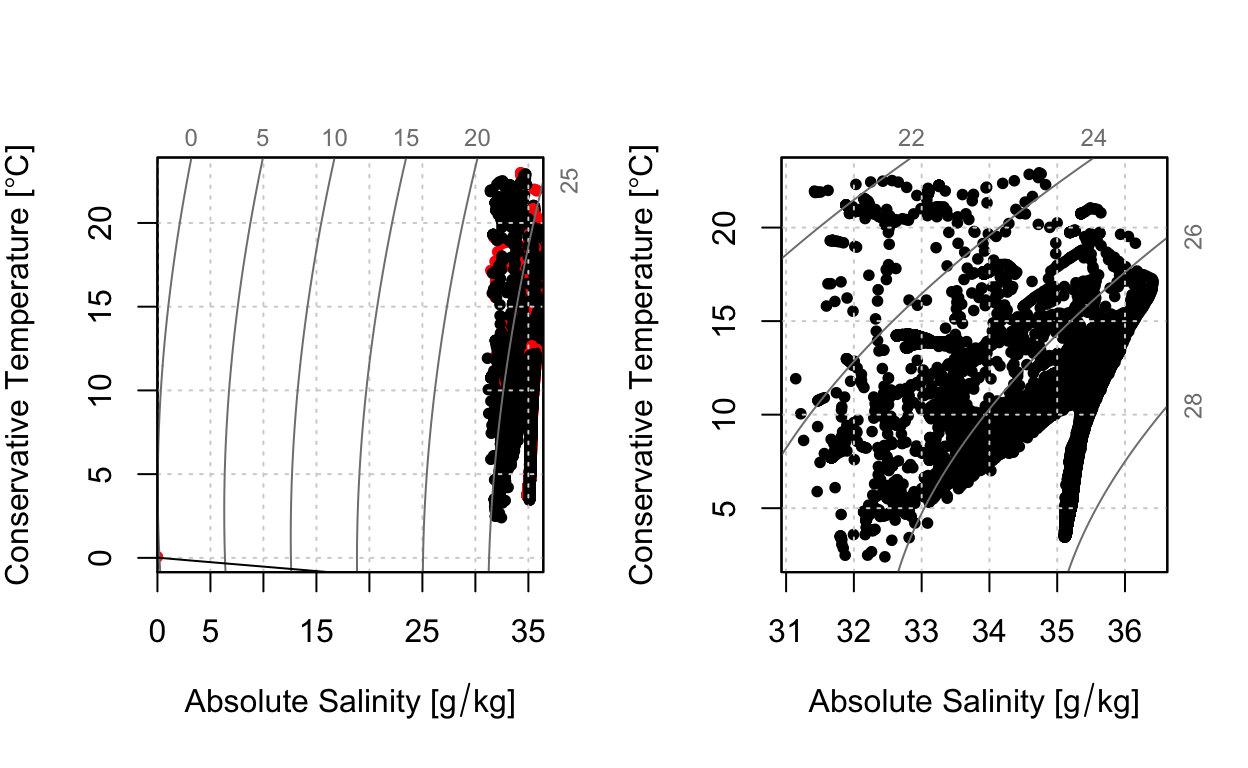 0 5 10 15 20
25
Conservative Temperature [°C]
20
15
10
5
0
0 5 15 25 35
Absolute Salinity [g/kg]
22 24
26
28
Conservative Temperature [°C]
20
15
10
5
31 32 33 34 35 36
Absolute Salinity [g/kg]